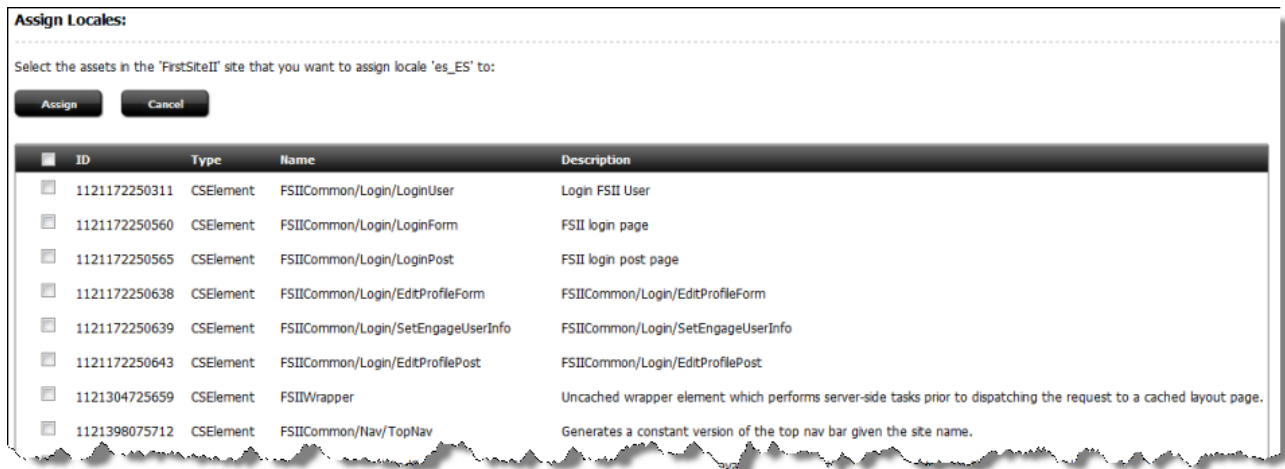 Assign Locales:
Select the assets in the 'FirstSiteII' site that you want to assign locale 'es_ES' to:
Assign Cancel
ID Type Name Description
1121172250311 CSElement FSIICommon/Login/LoginUser Login FSII User
1121172250560 CSElement FSIICommon/Login/LoginForm FSII login page
1121172250565 CSElement FSIICommon/Login/LoginPost FSII login post page
1121172250638 CSElement FSIICommon/Login/EditProfileForm FSIICommon/Login/EditProfileForm
1121172250639 CSElement FSIICommon/Login/SetEngageUserInfo FSIICommon/Login/SetEngageUserInfo
1121172250643 CSElement FSIICommon/Login/EditProfilePost FSIICommon/Login/EditProfilePost
1121304725659 CSElement FSIIWrapper Uncached wrapper element which performs server-side tasks prior to dispatching the request to a cached layout page.
1121398075712 CSElement FSIICommon/Nav/TopNav Generates a constant version of the top nav bar given the site name.